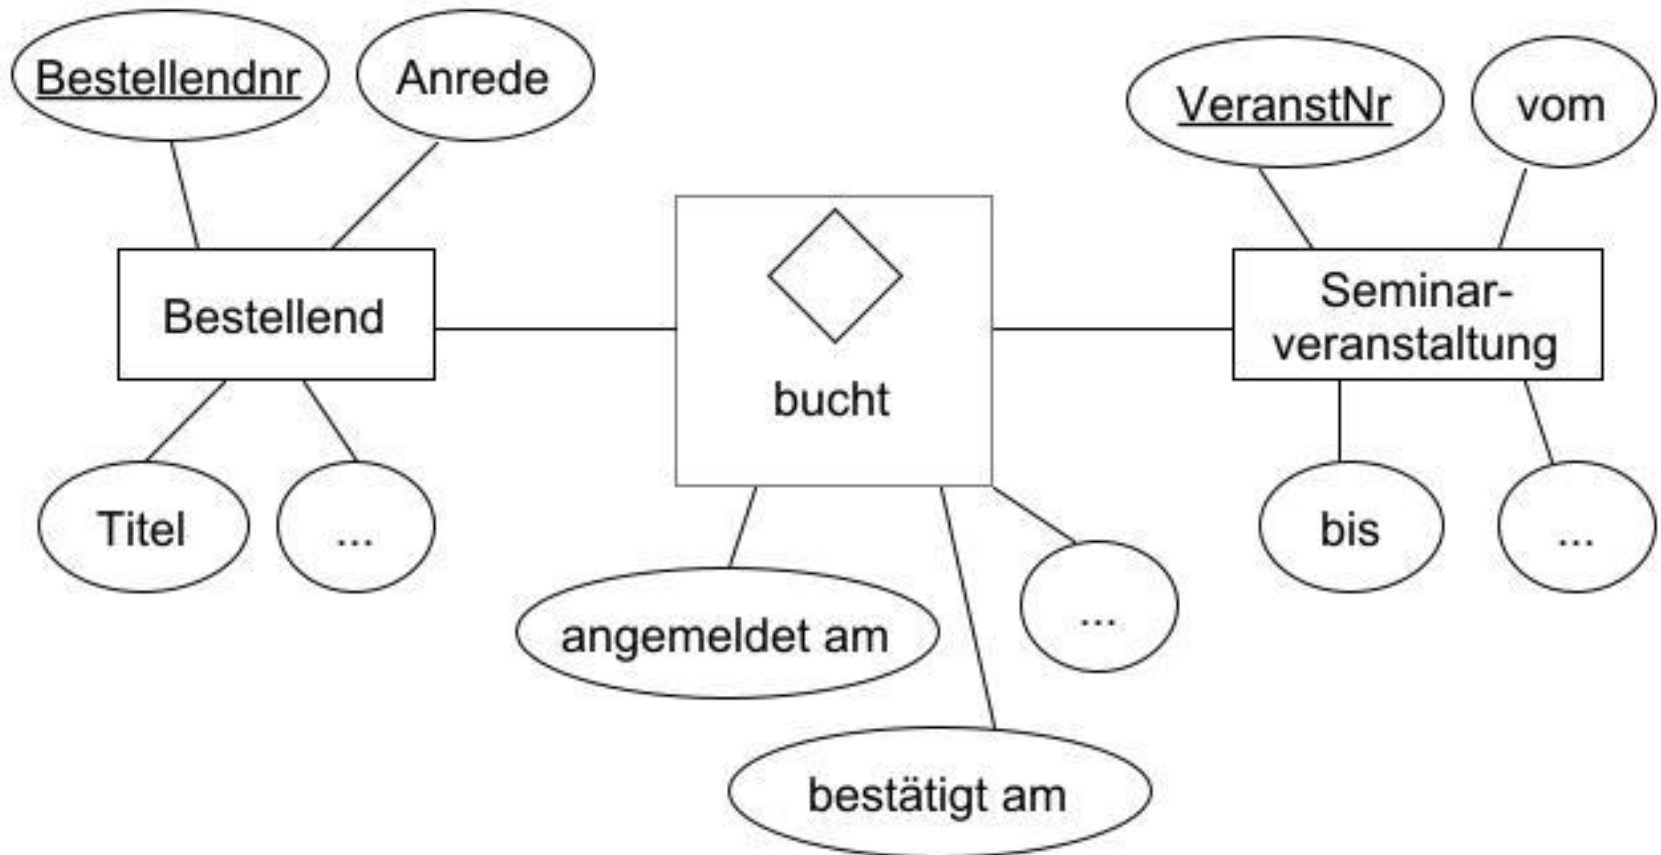 Bestellendnr
Anrede
VeranstNr
vom
Bestellend
bucht
Seminar-
veranstaltung
Titel
...
angemeldet am
...
bis
...
bestätigt am